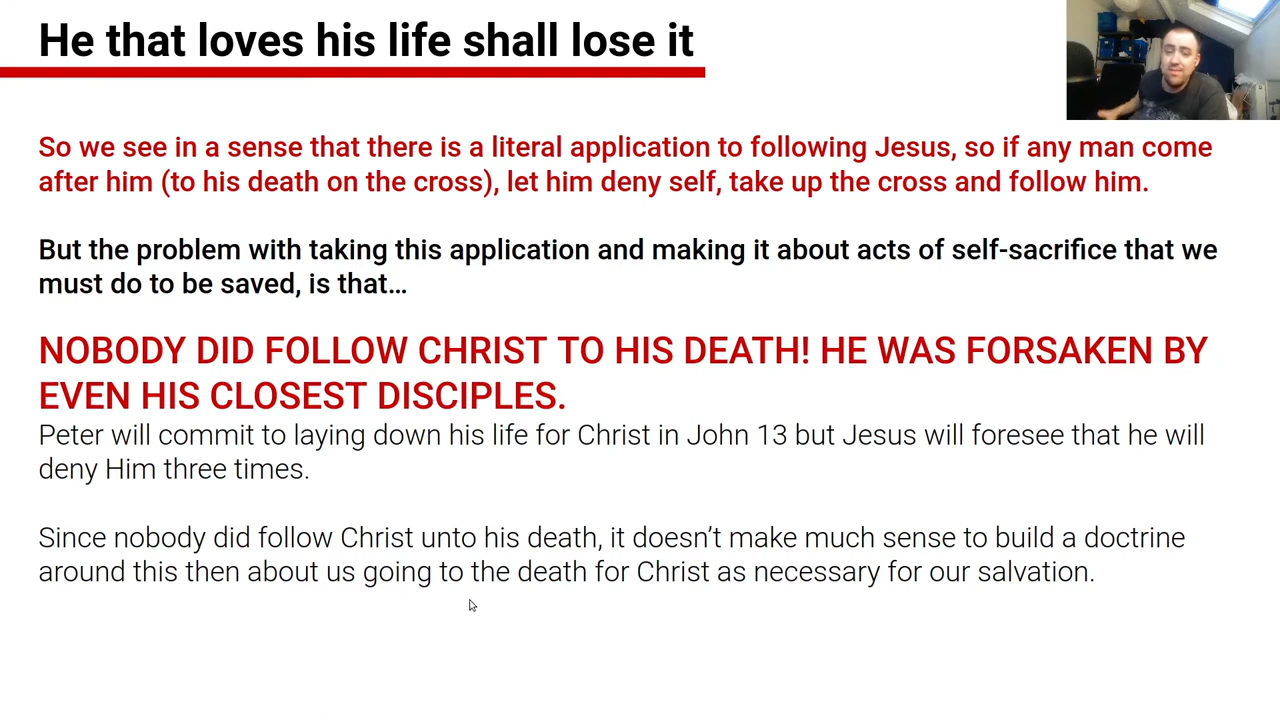 He that loves his life shall lose it
So we see in a sense that there is a literal application to following Jesus, so if any man come
after him (to his death on the cross), let him deny self, take up the cross and follow him.
But the problem with taking this application and making it about acts of self-sacrifice that we
must do to be saved, is that…
NOBODY DID FOLLOW CHRIST TO HIS DEATH! HE WAS FORSAKEN BY
EVEN HIS CLOSEST DISCIPLES.
Peter will commit to laying down his life for Christ in John 13 but Jesus will foresee that he will
deny Him three times.
Since nobody did follow Christ unto his death, it doesn’t make much sense to build a doctrine
around this then about us going to the death for Christ as necessary for our salvation.